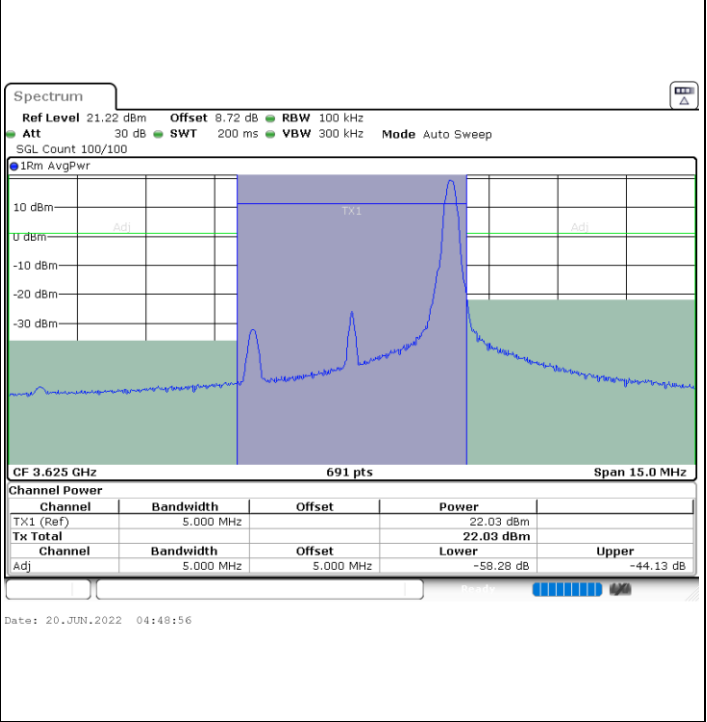 Spectrum
Ref Level 21.22 dBm Offset 8.72 dB RBW 100 kHz
Att 30 dB SWT 200 ms VBW 300 kHz Mode Auto Sweep
SGL Count 100/100
1Rm AvgPwr
10 dBm
TX1
Adj
Adj
0 dBm
-10 dBm
-20 dBm
-30 dBm
CF 3.625 GHz 691 pts Span 15.0 MHz
Channel Power
Channel Bandwidth Offset Power
TX1 (Ref) 5.000 MHz 22.03 dBm
Tx Total 22.03 dBm
Channel Bandwidth Offset Lower Upper
Adj 5.000 MHz 5.000 MHz -58.28 dB -44.13 dB
Ready
Date: 20.JUN.2022 04:48:56